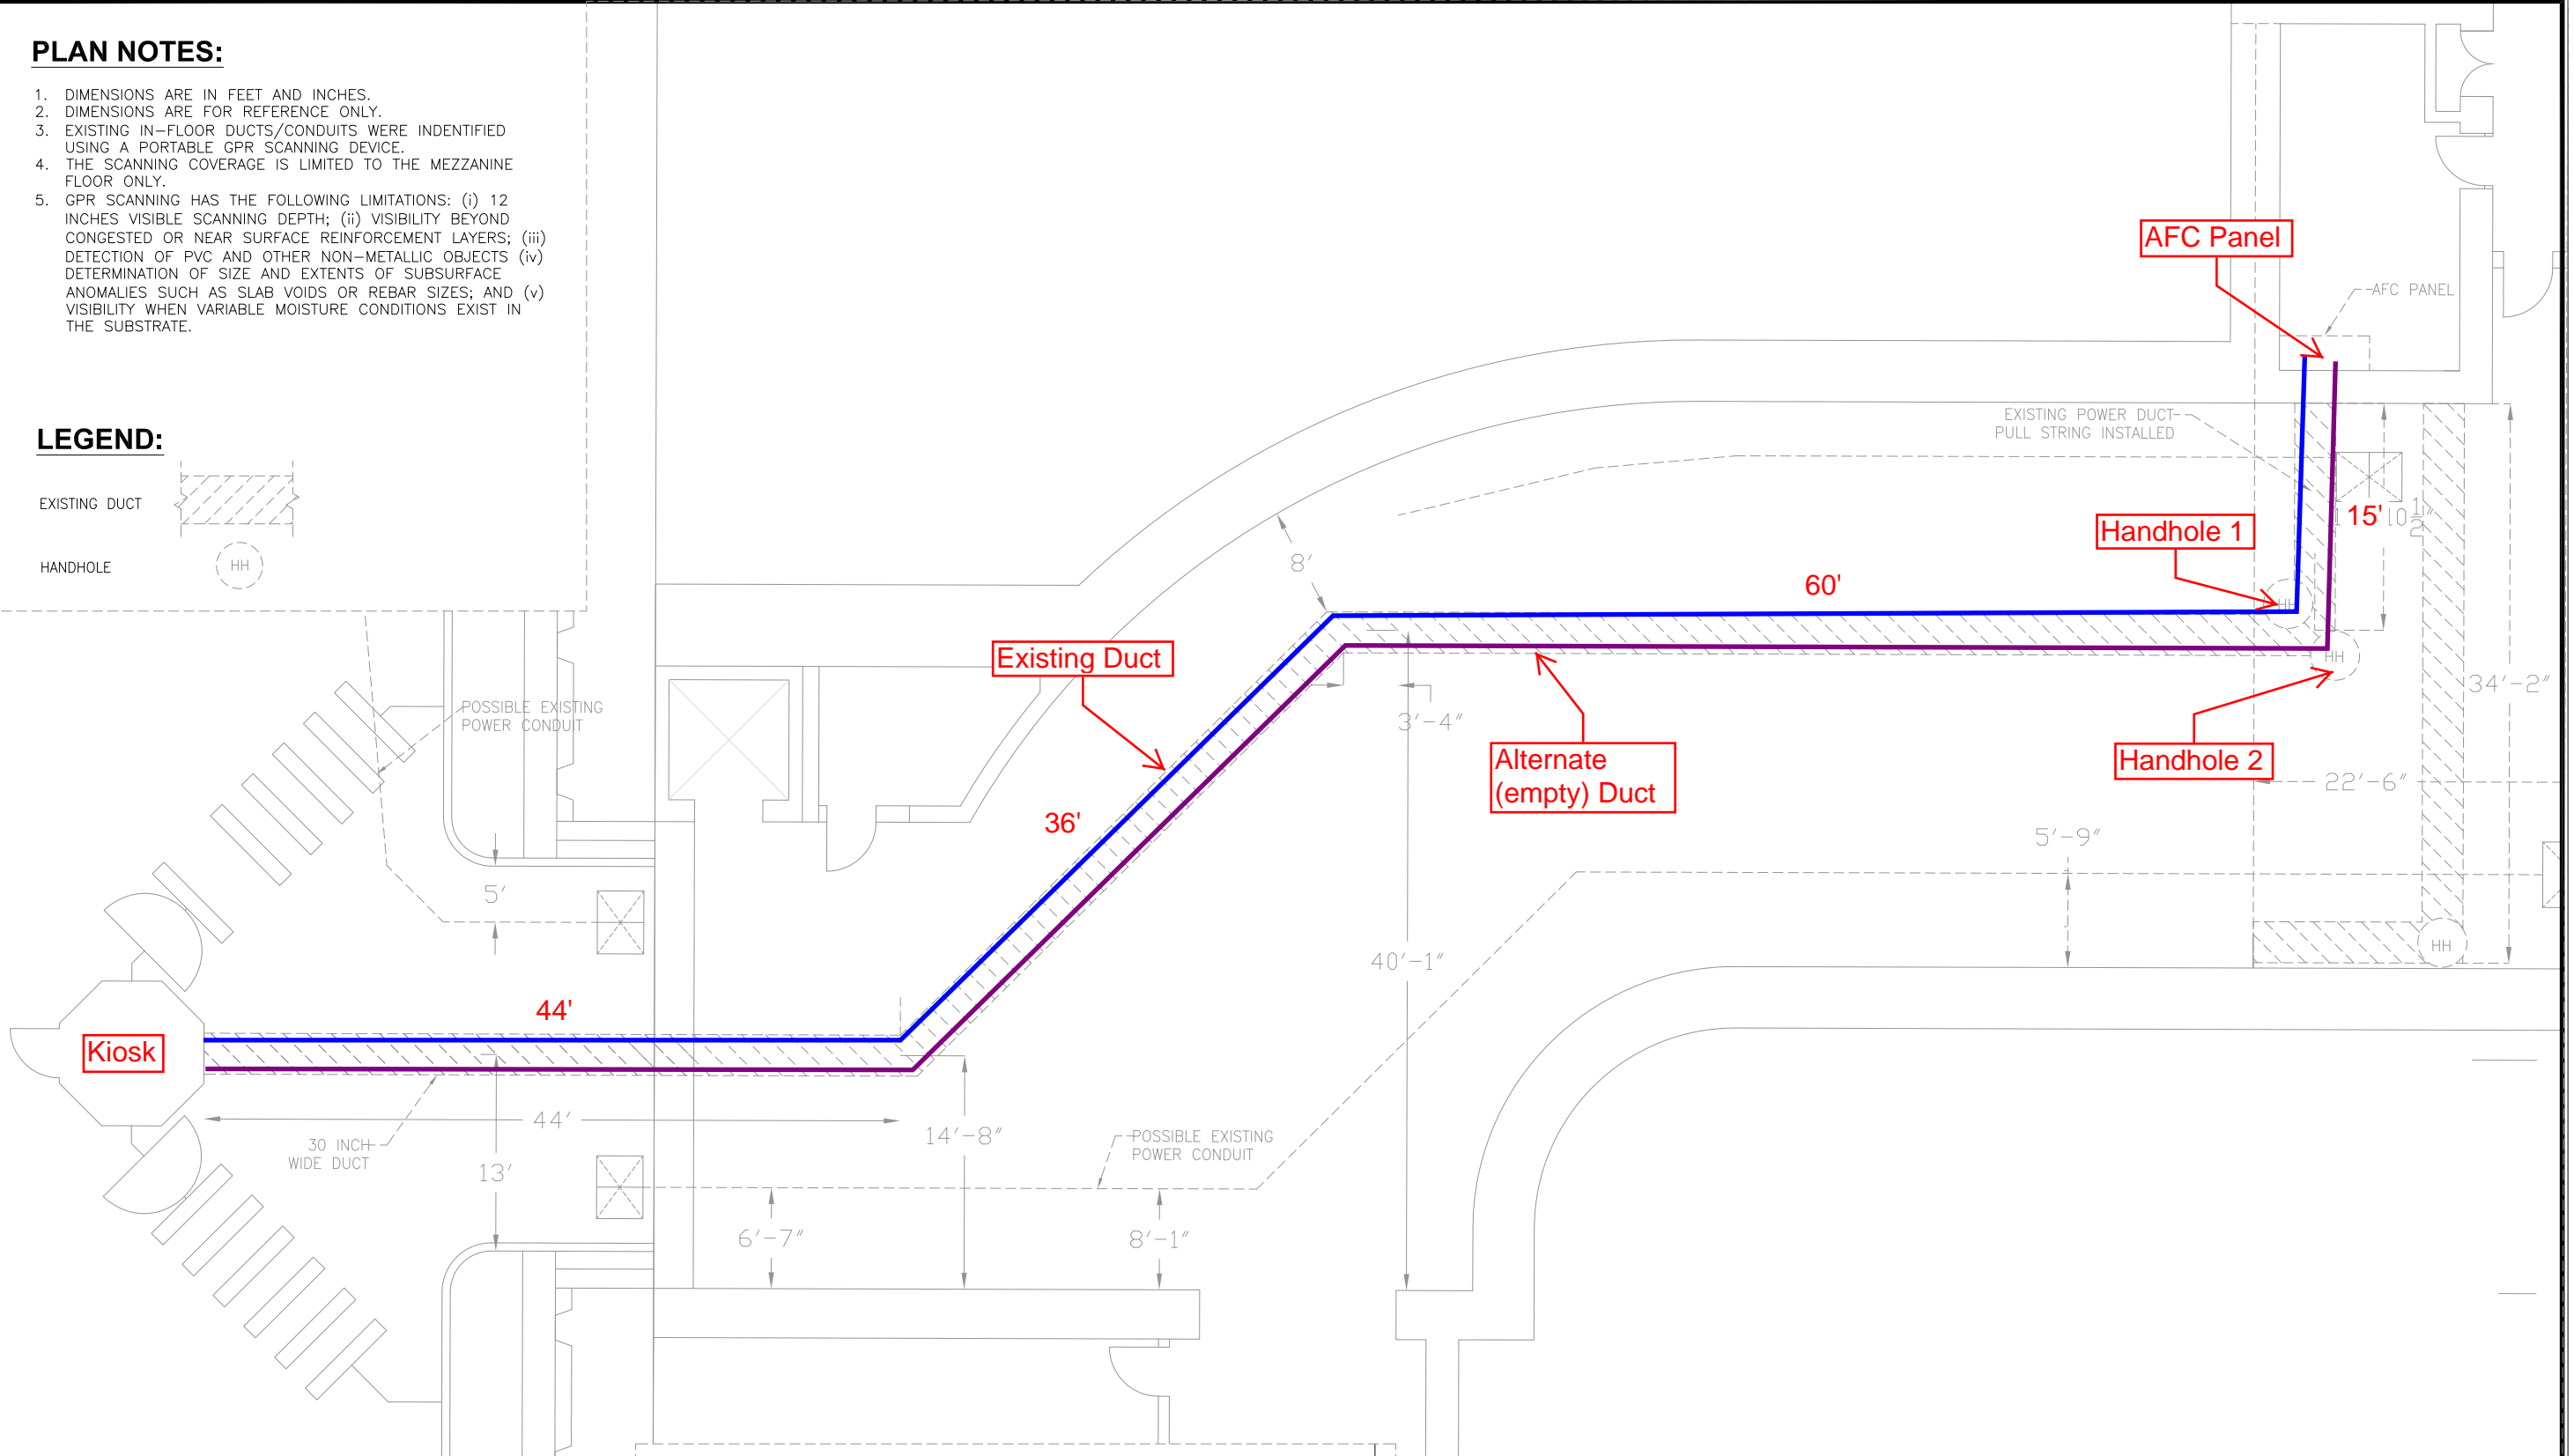 PLAN NOTES:
1. DIMENSIONS ARE IN FEET AND INCHES.
2. DIMENSIONS ARE FOR REFERENCE ONLY.
3. EXISTING IN-FLOOR DUCTS/CONDUITS WERE INDENTIFIED
USING A PORTABLE GPR SCANNING DEVICE.
4. THE SCANNING COVERAGE IS LIMITED TO THE MEZZANINE
FLOOR ONLY.
5. GPR SCANNING HAS THE FOLLOWING LIMITATIONS: (i) 12
INCHES VISIBLE SCANNING DEPTH; (ii) VISIBILITY BEYOND
CONGESTED OR NEAR SURFACE REINFORCEMENT LAYERS; (iii)
DETECTION OF PVC AND OTHER NON-METALLIC OBJECTS (iv)
DETERMINATION OF SIZE AND EXTENTS OF SUBSURFACE
ANOMALIES SUCH AS SLAB VOIDS OR REBAR SIZES; AND (v)
VISIBILITY WHEN VARIABLE MOISTURE CONDITIONS EXIST IN
THE SUBSTRATE.
LEGEND:
EXISTING DUCT
HANDHOLE
HH
AFC Panel
AFC PANEL
EXISTING POWER DUCT
PULL STRING INSTALLED
15'
10 1/2"
Handhole 1
8'
60'
HH
HH
Existing Duct
3'-4"
34'-2"
POSSIBLE EXISTING
POWER CONDUIT
Alternate
(empty) Duct
Handhole 2
22'-6"
36'
5'-9"
5'
40'-1"
HH
44'
Kiosk
44'
14'-8"
30 INCH
WIDE DUCT
13'
POSSIBLE EXISTING
POWER CONDUIT
6'-7"
8'-1"